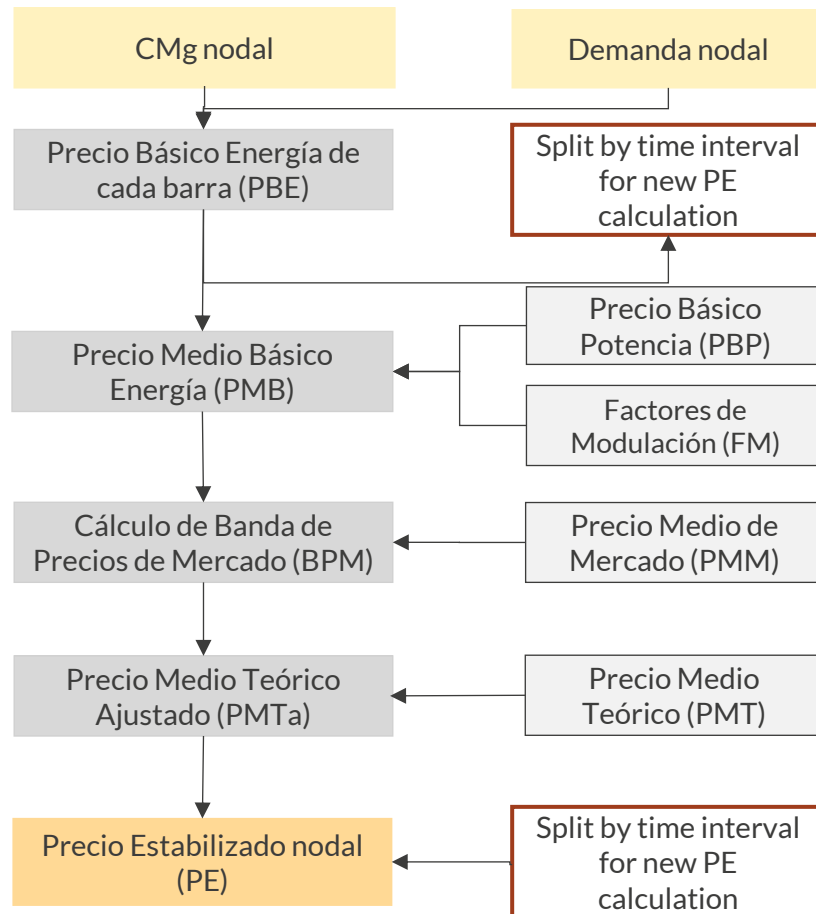 CMg nodal
Demanda nodal
Precio Básico Energía de
cada barra (PBE)
Split by time interval
for new PE
calculation
Precio Básico
Potencia (PBP)
Precio Medio Básico
Energía (PMB)
Factores de
Modulación (FM)
Cálculo de Banda de
Precios de Mercado (BPM)
Precio Medio de
Mercado (PMM)
Precio Medio Teórico
Ajustado (PMTa)
Precio Medio
Teórico (PMT)
Precio Estabilizado nodal
(PE)
Split by time interval
for new PE
calculation